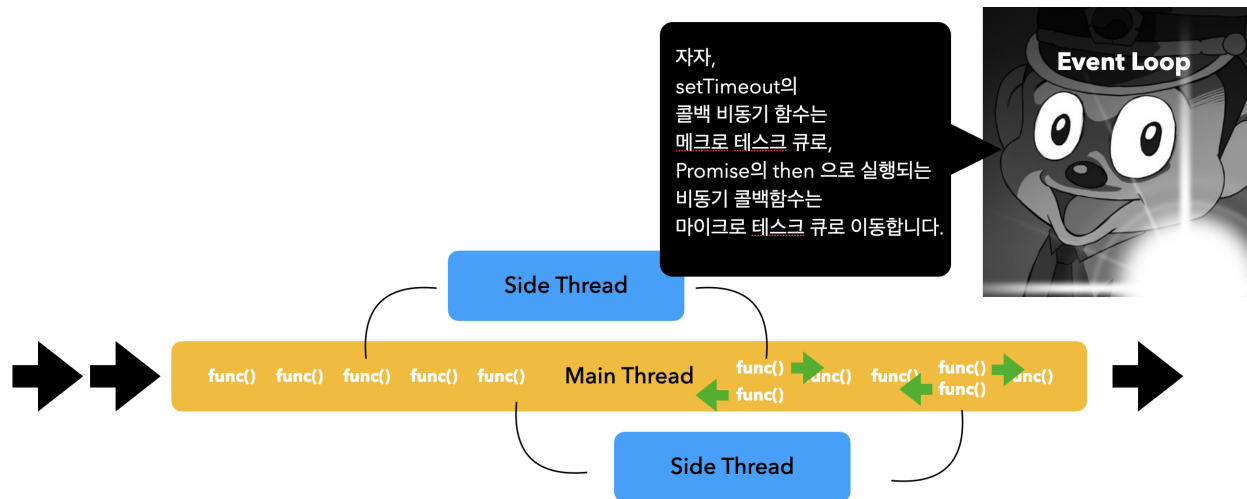 자자,
setTimeout의
콜백 비동기 함수는
메크로 테스크 큐로,
Promise의 then 으로 실행되는
비동기 콜백함수는
마이크로 테스크 큐로 이동합니다.
Event Loop
Side Thread
func() func() func() func() func() Main Thread func() func() func() func() func()
func() func()
Side Thread